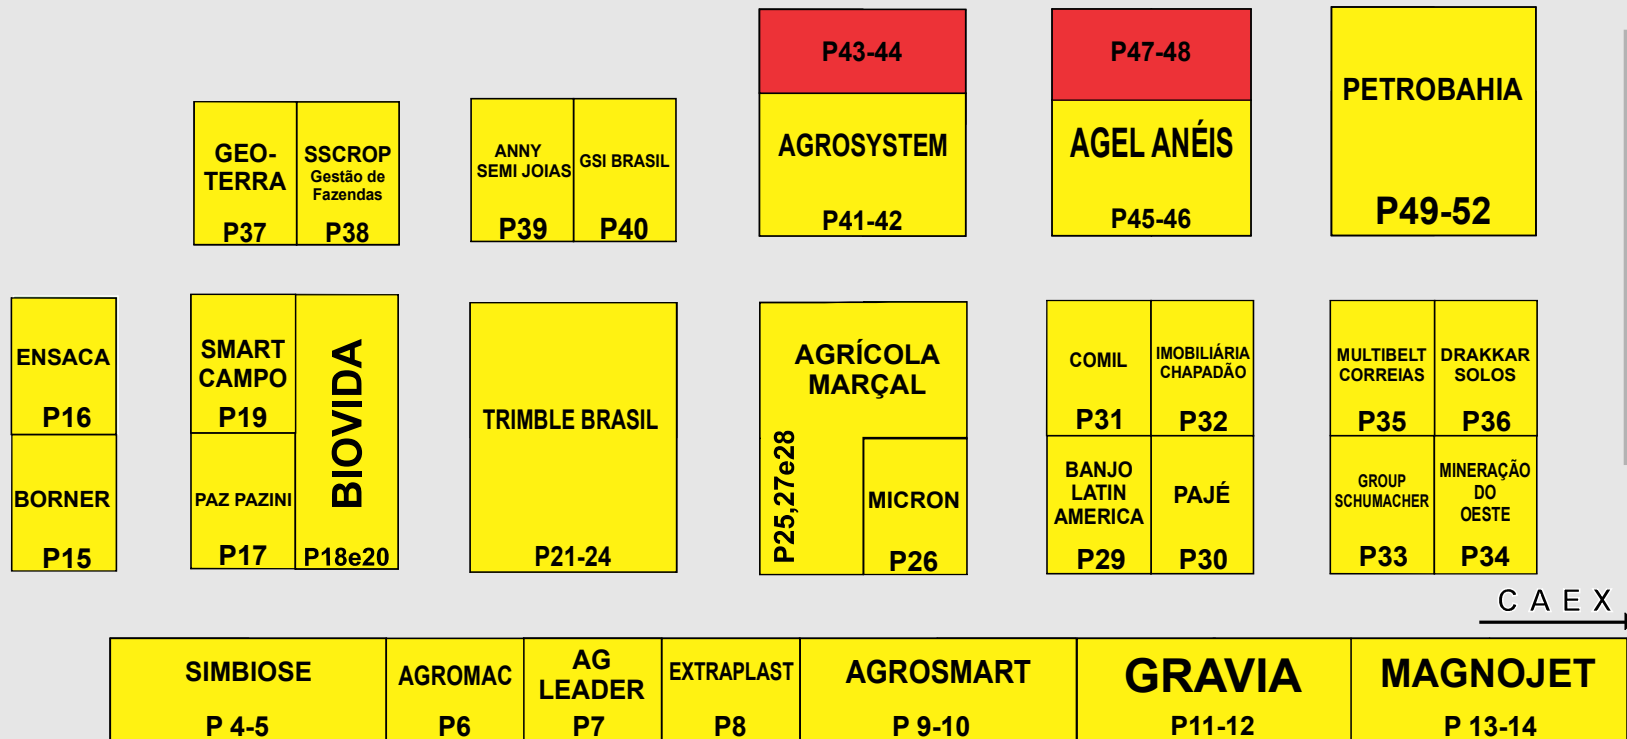 P43-44
P47-48
PETROBAHIA
P49-52
AGROSYSTEM
P41-42
AGEL ANÉIS
P45-46
GEO-
TERRA
P37
SSCROP
Gestão de
Fazendas
P38
ANNY
SEMI JOIAS
P39
GSI BRASIL
P40
ENSACA
P16
BORNER
P15
SMART
CAMPO
P19
PAZ PAZINI
P17
BIOVIDA
P18e20
TRIMBLE BRASIL
P21-24
AGRÍCOLA
MARÇAL
P25,27e28
MICRON
P26
COMIL
P31
IMOBILIÁRIA
CHAPADÃO
P32
BANJO
LATIN
AMERICA
P29
PAJÉ
P30
MULTIBELT
CORREIAS
P35
DRAKKAR
SOLOS
P36
GROUP
SCHUMACHER
P33
MINERAÇÃO
DO
OESTE
P34
CAEX
SIMBIOSE
P 4-5
AGROMAC
P6
AG
LEADER
P7
EXTRAPLAST
P8
AGROSMART
P 9-10
GRAVIA
P11-12
MAGNOJET
P 13-14